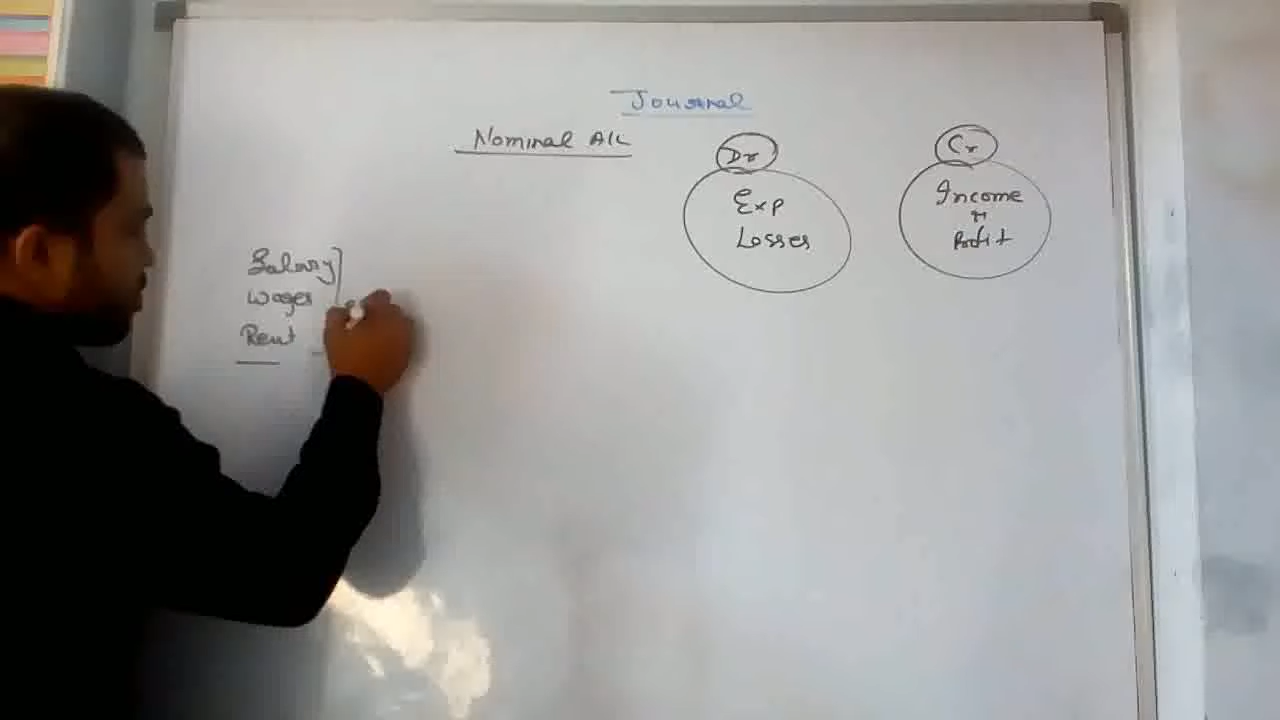 Journal
Nominal A/c
Dr
Exp
Losses
Cr
Income
Profit
Salary
Wages
Rent